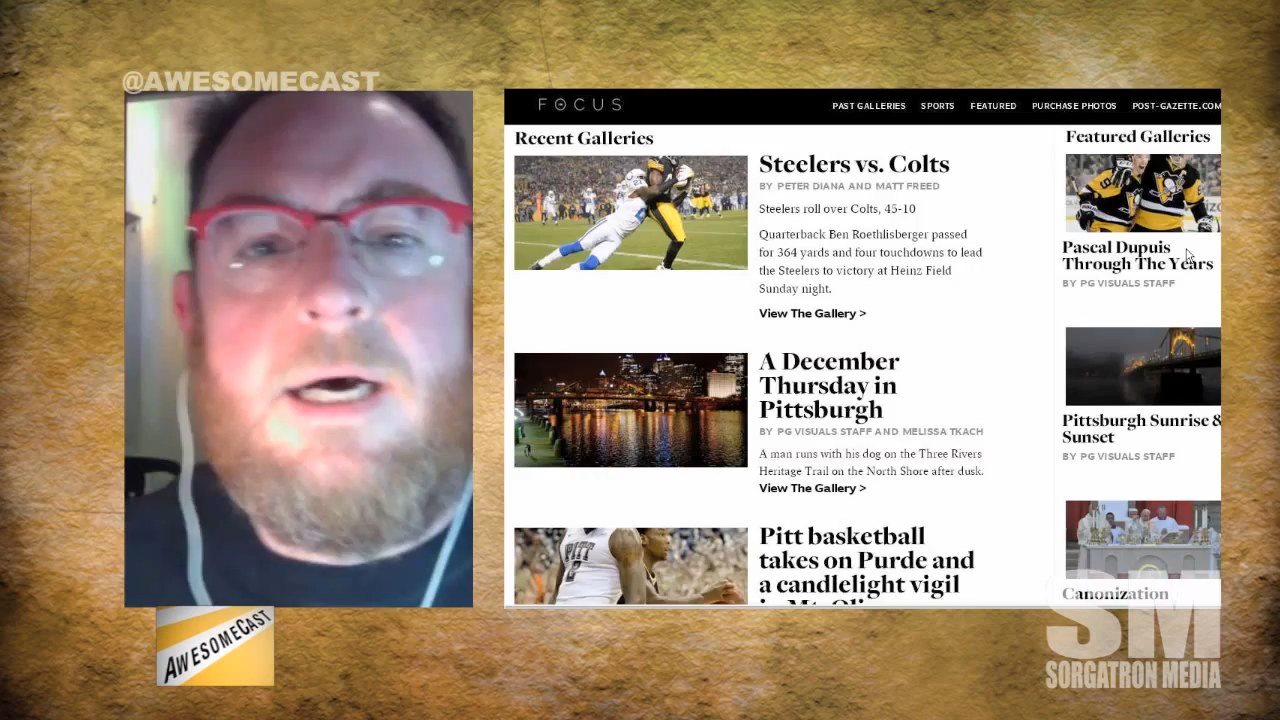 @AWESOMECAST
FOCUS
PAST GALLERIES
SPORTS
FEATURED
PURCHASE PHOTOS
POST-GAZETTE.COM
Recent Galleries
Steelers vs. Colts
BY PETER DIANA AND MATT FREED
Steelers roll over Colts, 45-10
Quarterback Ben Roethlisberger passed
for 364 yards and four touchdowns to lead
the Steelers to victory at Heinz Field
Sunday night.
View The Gallery >
A December
Thursday in
Pittsburgh
BY PG VISUALS STAFF AND MELISSA TKACH
A man runs with his dog on the Three Rivers
Heritage Trail on the North Shore after dusk.
View The Gallery >
Pitt basketball
takes on Purde and
a candlelight vigil
PITT
Featured Galleries
Pascal Dupuis
Through The Years
BY PG VISUALS STAFF
Pittsburgh Sunrise &
Sunset
BY PG VISUALS STAFF
Canonization
AWESOMECAST
SM
SORGATRON MEDIA